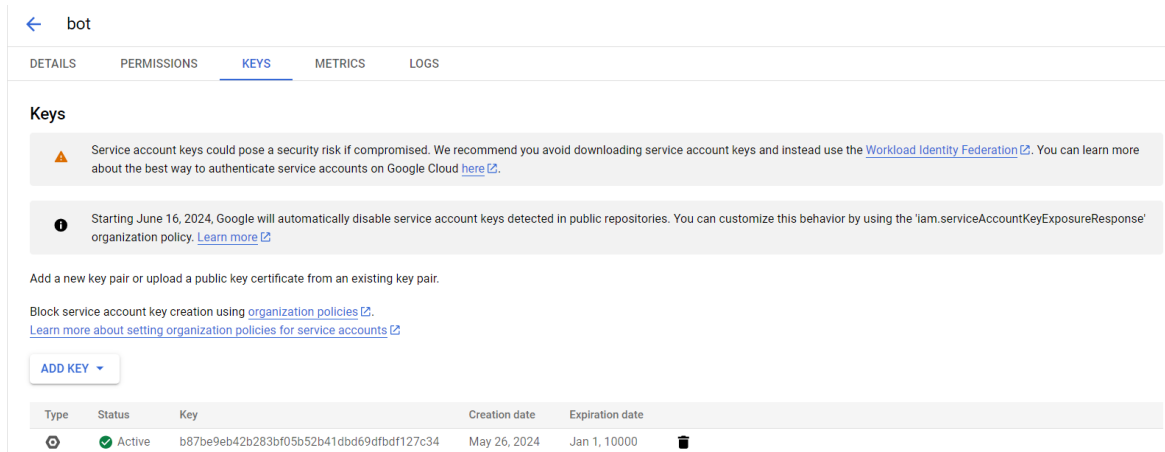 bot
DETAILS PERMISSIONS KEYS METRICS LOGS
Keys
Service account keys could pose a security risk if compromised. We recommend you avoid downloading service account keys and instead use the Workload Identity Federation. You can learn more
about the best way to authenticate service accounts on Google Cloud here.
Starting June 16, 2024, Google will automatically disable service account keys detected in public repositories. You can customize this behavior by using the 'iam.serviceAccountKeyExposureResponse'
organization policy. Learn more
Add a new key pair or upload a public key certificate from an existing key pair.
Block service account key creation using organization policies.
Learn more about setting organization policies for service accounts
ADD KEY
Type Status Key Creation date Expiration date
Active b87be9eb42b283bf05b52b41dbd69dfbdf127c34 May 26, 2024 Jan 1, 10000